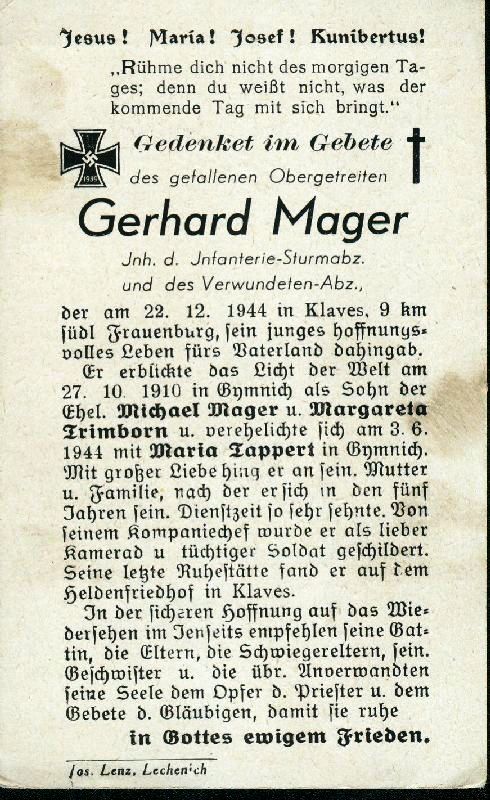 Jesus! Maria! Josef! Kunibertus!
„Rühme dich nicht des morgigen Ta-
ges; denn du weißt nicht, was der
kommende Tag mit sich bringt.“
1939
Gedenket im Gebete
des gefallenen Obergefreiten
Gerhard Mager
Jnh. d. Jnfanterie-Sturmabz.
und des Verwundeten-Abz.,
der am 22. 12. 1944 in Klaves, 9 km
südl Frauenburg, sein junges hoffnungs-
volles Leben fürs Vaterland dahingab.
Er erblickte das Licht der Welt am
27. 10. 1910 in Gymnich als Sohn der
Ehel. Michael Mager u. Margareta
Trimborn u. verehelichte sich am 3. 6.
1944 mit Maria Tappert in Gymnich.
Mit großer Liebe hing er an sein. Mutter
u. Familie, nach der er sich in den fünf
Jahren sein. Dienstzeit so sehr sehnte. Von
seinem Kompaniechef wurde er als lieber
Kamerad u tüchtiger Soldat geschildert.
Seine letzte Ruhestätte fand er auf dem
Heldenfriedhof in Klaves.
In der sicheren Hoffnung auf das Wie-
dersehen im Jenseits empfehlen seine Gat-
tin, die Eltern, die Schwiegereltern, sein.
Geschwister u. die übr. Anverwandten
seine Seele dem Opfer d. Priester u. dem
Gebete d. Gläubigen, damit sie ruhe
in Gottes ewigem Frieden.
Jos. Lenz, Lechenich